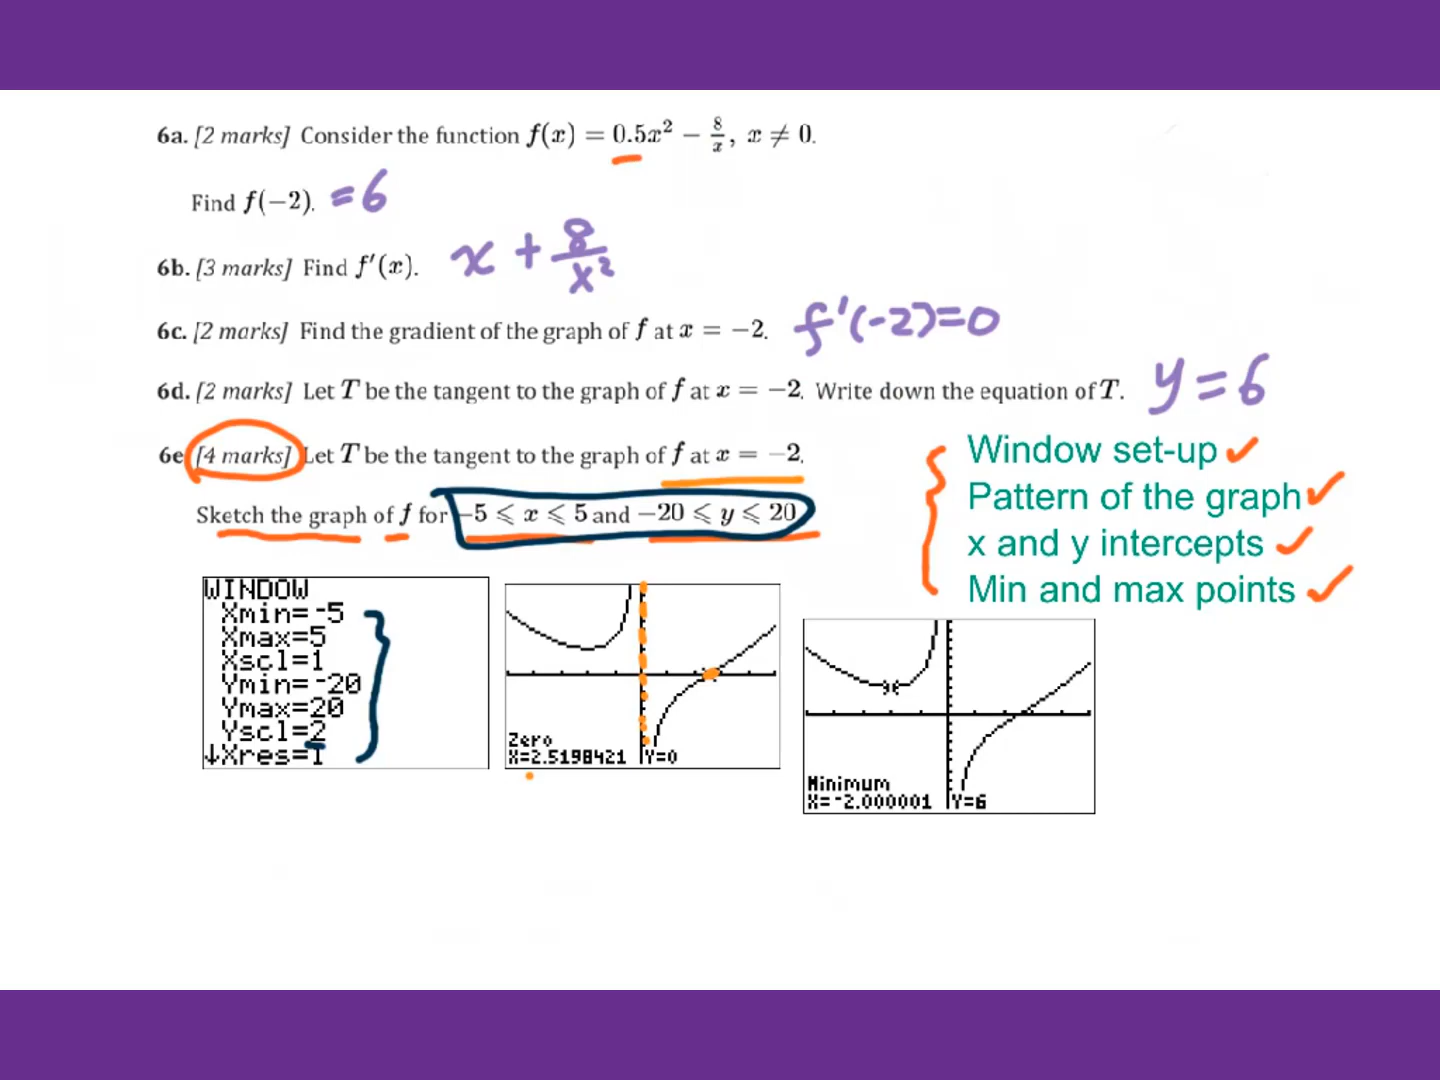 6a. [2 marks] Consider the function f(x) = 0.5x² − 8/x, x ≠ 0.
Find f(−2). =6
6b. [3 marks] Find f′(x). x + 8/x²
6c. [2 marks] Find the gradient of the graph of f at x = −2. f'(-2)=0
6d. [2 marks] Let T be the tangent to the graph of f at x = −2. Write down the equation of T. y=6
6e [4 marks] Let T be the tangent to the graph of f at x = −2.
Sketch the graph of f for −5 ⩽ x ⩽ 5 and −20 ⩽ y ⩽ 20
Window set-up ✓
Pattern of the graph ✓
x and y intercepts ✓
Min and max points ✓
WINDOW
Xmin=-5
Xmax=5
Xscl=1
Ymin=-20
Ymax=20
Yscl=2
↓Xres=1
Zero
X=2.5198421 Y=0
Minimum
X=-2.000001 Y=6